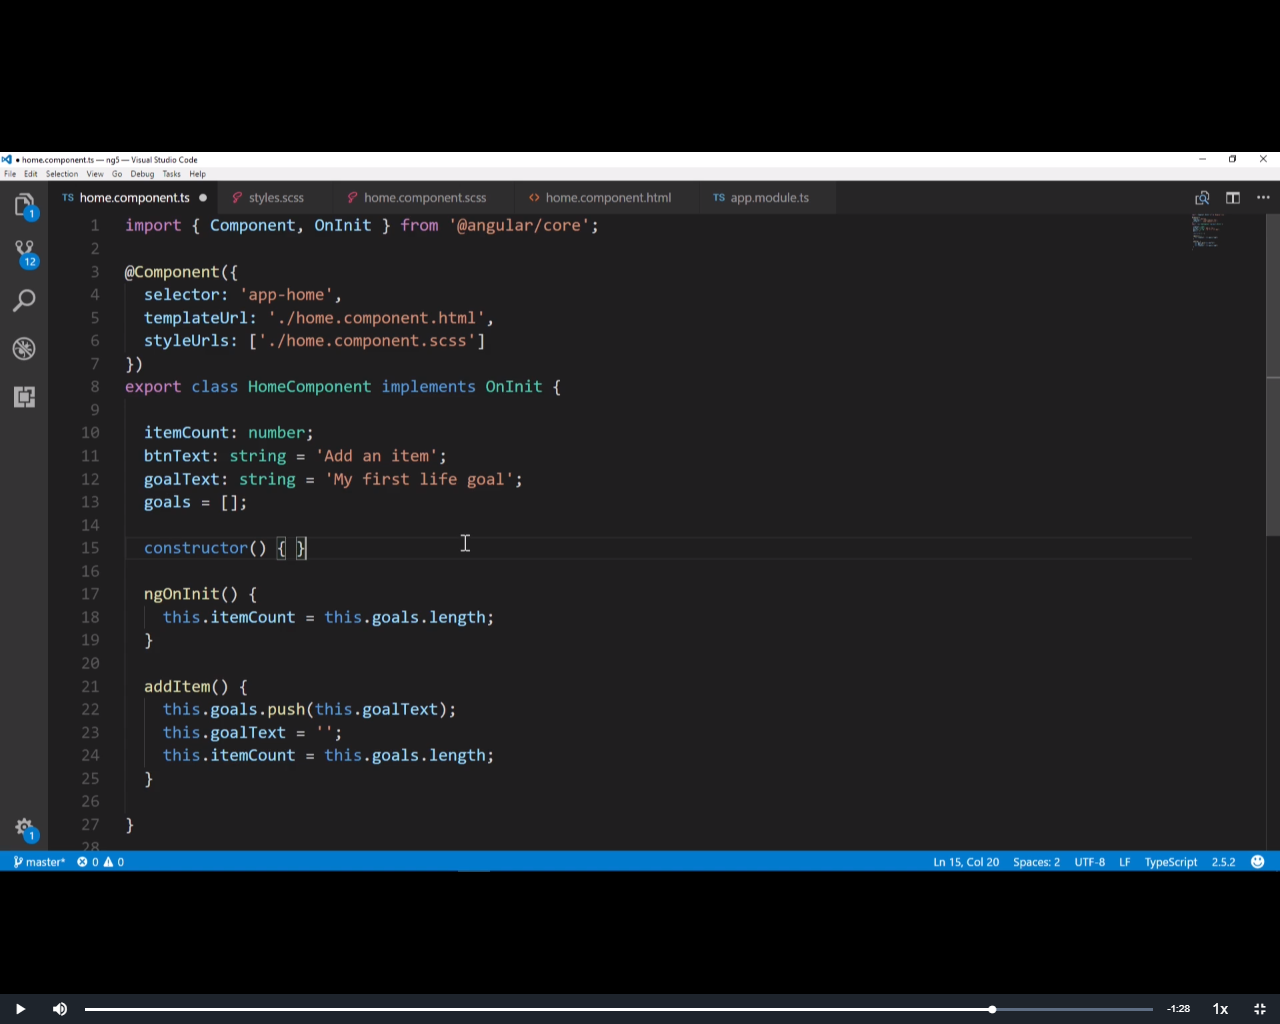 • home.component.ts — ng5 — Visual Studio Code
File Edit Selection View Go Debug Tasks Help
TS home.component.ts styles.scss home.component.scss <> home.component.html TS app.module.ts
1 import { Component, OnInit } from '@angular/core';
2
3 @Component({
4 selector: 'app-home',
5 templateUrl: './home.component.html',
6 styleUrls: ['./home.component.scss']
7 })
8 export class HomeComponent implements OnInit {
9
10 itemCount: number;
11 btnText: string = 'Add an item';
12 goalText: string = 'My first life goal';
13 goals = [];
14
15 constructor() { }
16
17 ngOnInit() {
18 this.itemCount = this.goals.length;
19 }
20
21 addItem() {
22 this.goals.push(this.goalText);
23 this.goalText = '';
24 this.itemCount = this.goals.length;
25 }
26
27 }
28
1
12
1
master* 0 0 Ln 15, Col 20 Spaces: 2 UTF-8 LF TypeScript 2.5.2
-1:28 1x